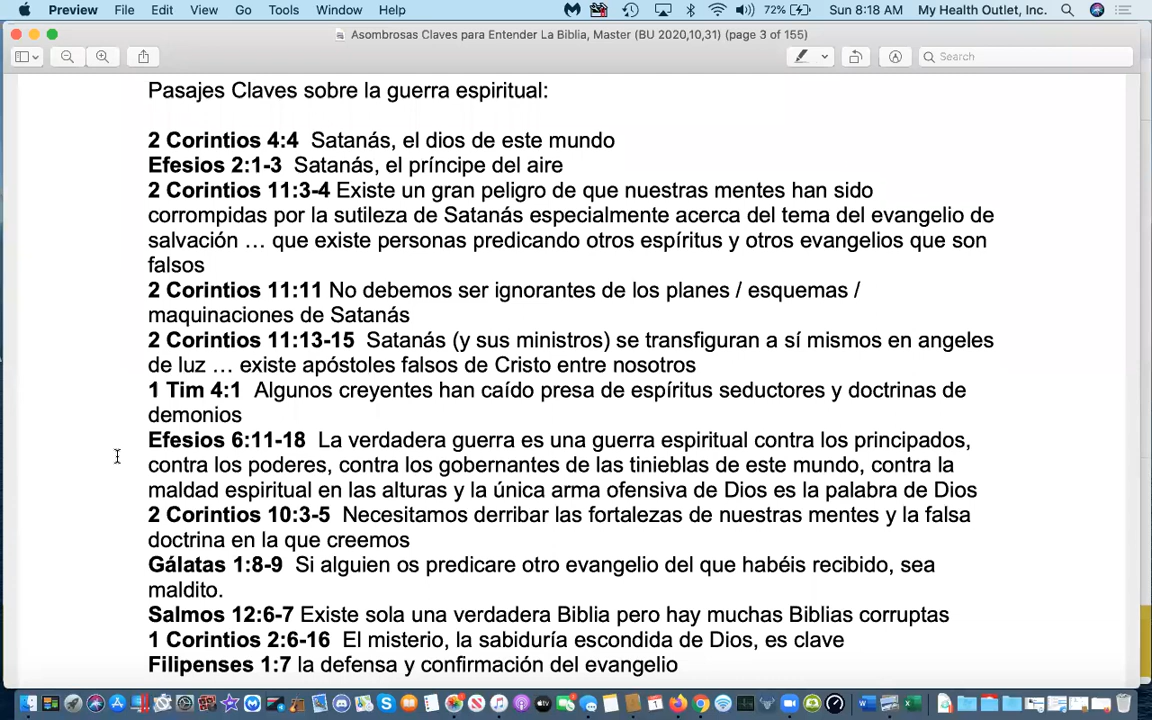 Preview File Edit View Go Tools Window Help 72% Sun 8:18 AM My Health Outlet, Inc.
Asombrosas Claves para Entender La Biblia, Master (BU 2020,10,31) (page 3 of 155)
Search
Pasajes Claves sobre la guerra espiritual:
2 Corintios 4:4 Satanás, el dios de este mundo
Efesios 2:1-3 Satanás, el príncipe del aire
2 Corintios 11:3-4 Existe un gran peligro de que nuestras mentes han sido
corrompidas por la sutileza de Satanás especialmente acerca del tema del evangelio de
salvación … que existe personas predicando otros espíritus y otros evangelios que son
falsos
2 Corintios 11:11 No debemos ser ignorantes de los planes / esquemas /
maquinaciones de Satanás
2 Corintios 11:13-15 Satanás (y sus ministros) se transfiguran a sí mismos en angeles
de luz … existe apóstoles falsos de Cristo entre nosotros
1 Tim 4:1 Algunos creyentes han caído presa de espíritus seductores y doctrinas de
demonios
Efesios 6:11-18 La verdadera guerra es una guerra espiritual contra los principados,
contra los poderes, contra los gobernantes de las tinieblas de este mundo, contra la
maldad espiritual en las alturas y la única arma ofensiva de Dios es la palabra de Dios
2 Corintios 10:3-5 Necesitamos derribar las fortalezas de nuestras mentes y la falsa
doctrina en la que creemos
Gálatas 1:8-9 Si alguien os predicare otro evangelio del que habéis recibido, sea
maldito.
Salmos 12:6-7 Existe sola una verdadera Biblia pero hay muchas Biblias corruptas
1 Corintios 2:6-16 El misterio, la sabiduría escondida de Dios, es clave
Filipenses 1:7 la defensa y confirmación del evangelio